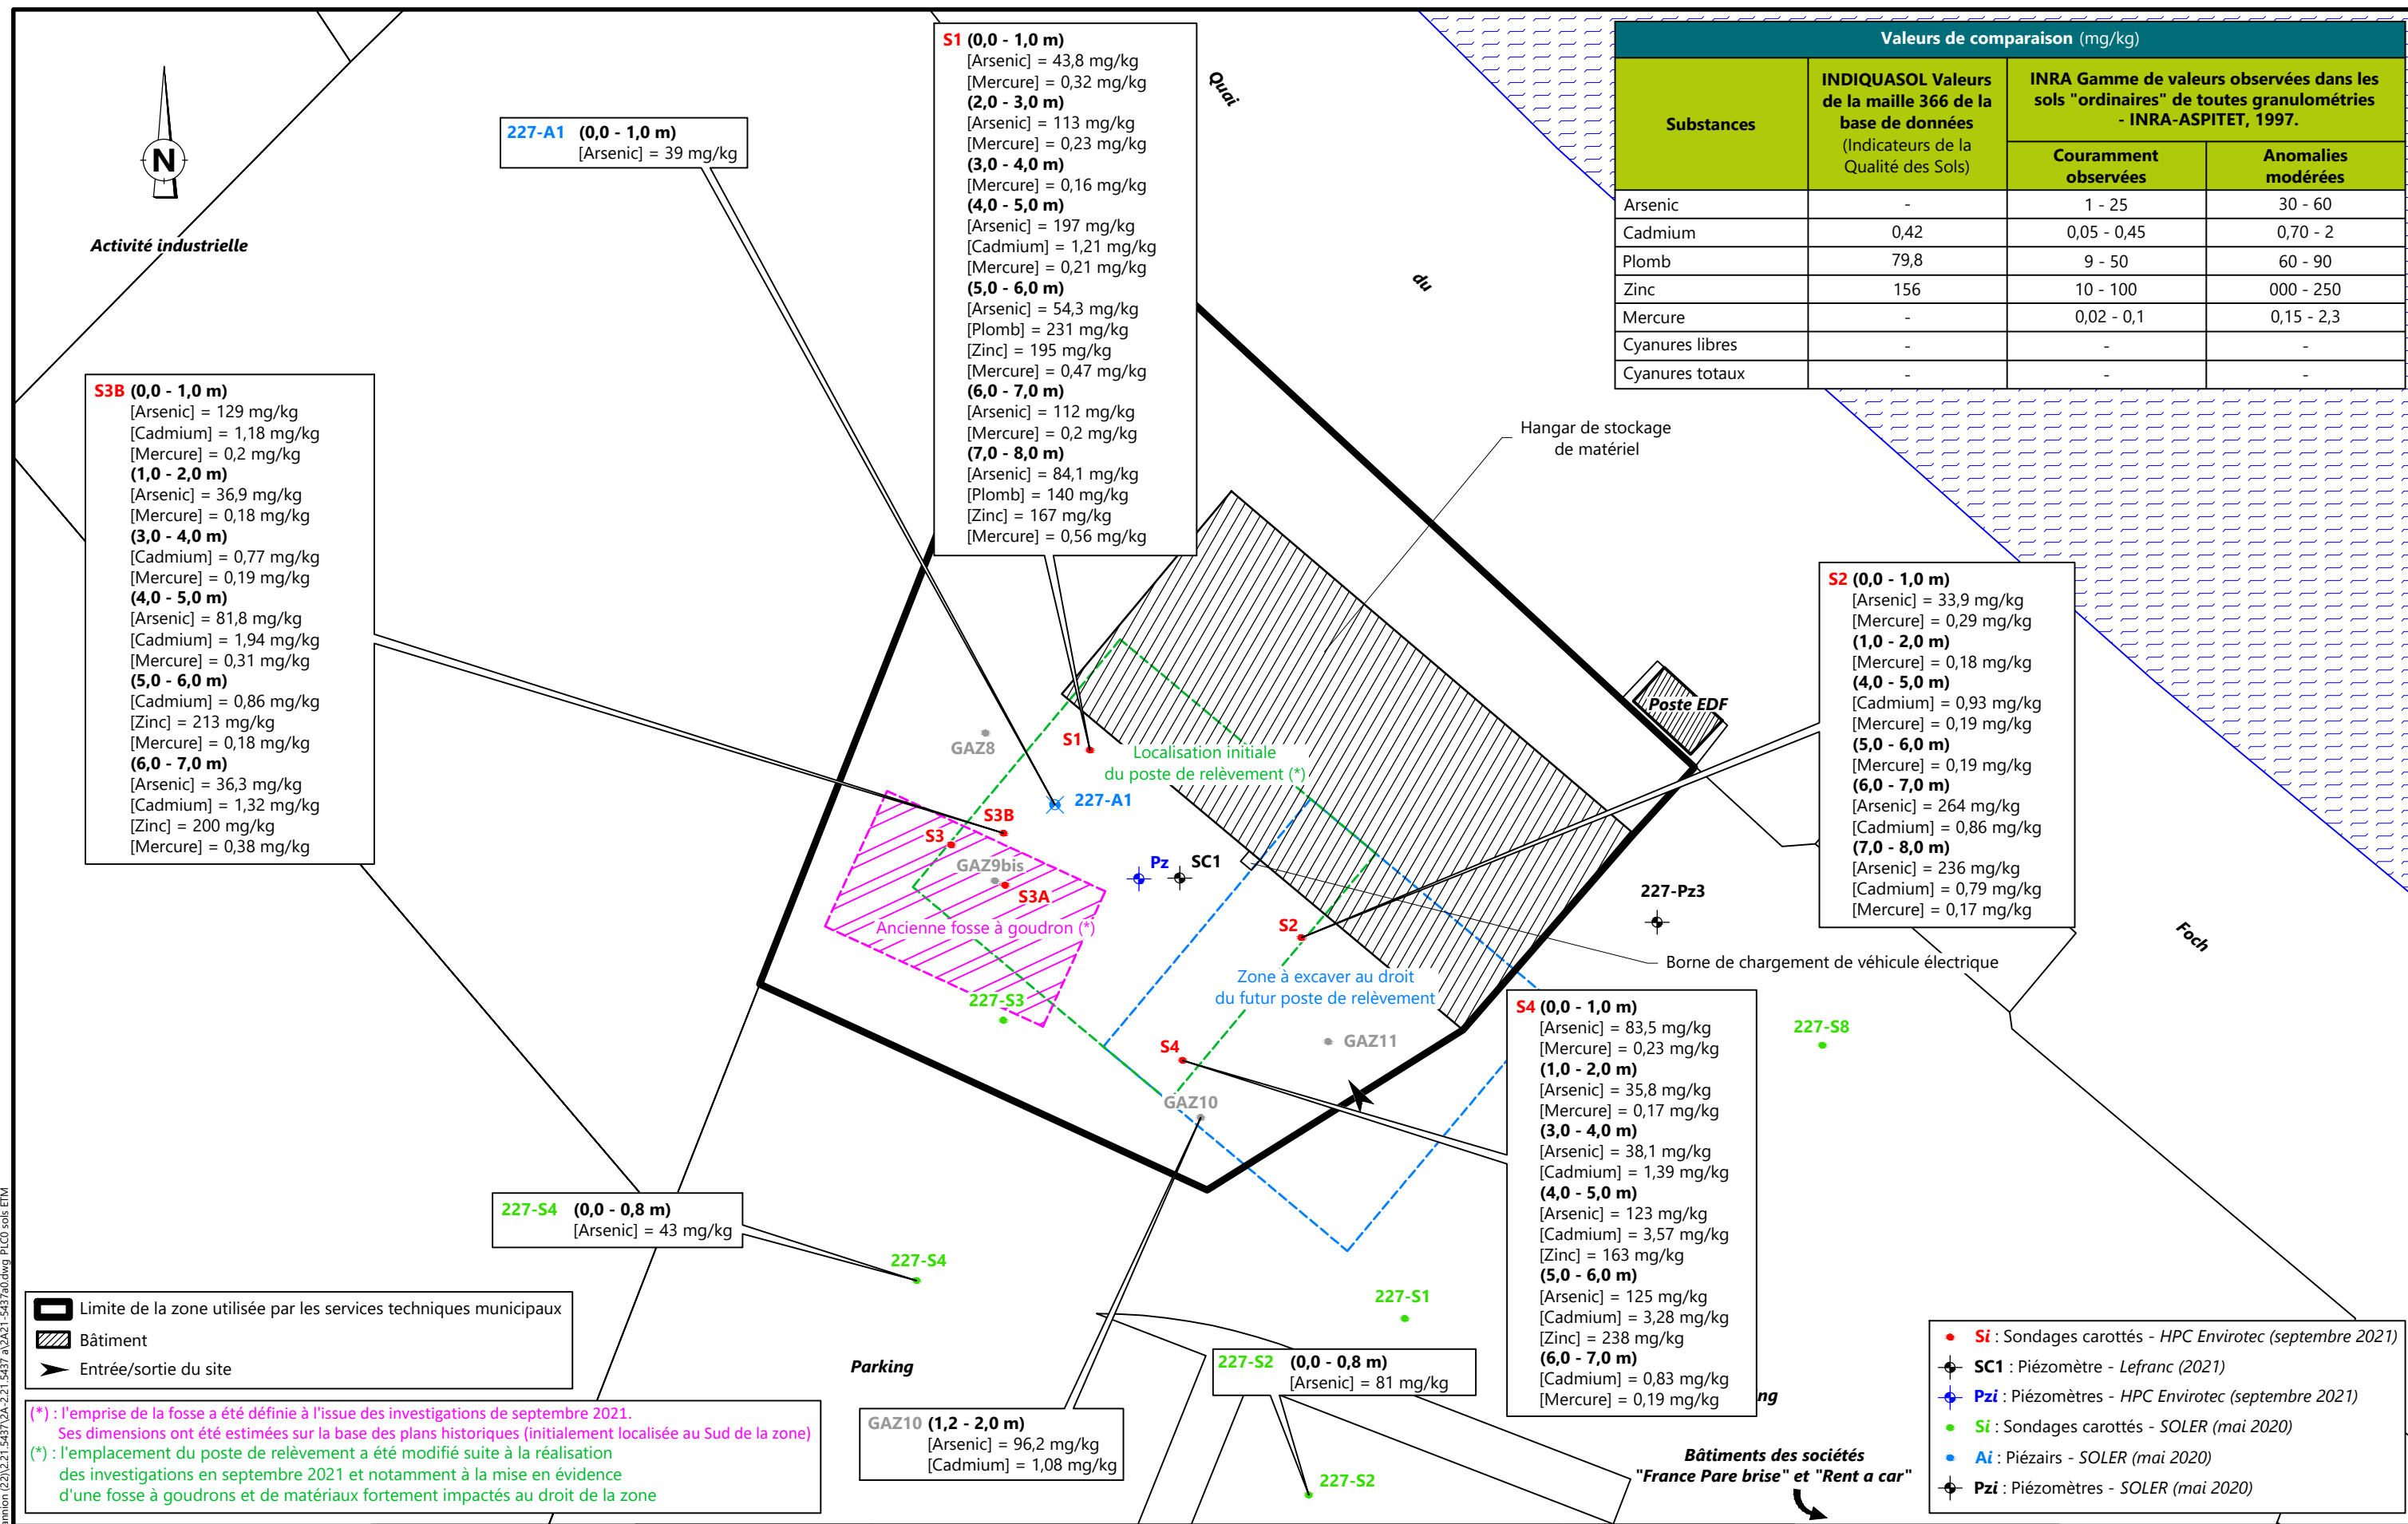 S1 (0,0 - 1,0 m)
[Arsenic] = 43,8 mg/kg
[Mercure] = 0,32 mg/kg
(2,0 - 3,0 m)
[Arsenic] = 113 mg/kg
[Mercure] = 0,23 mg/kg
(3,0 - 4,0 m)
[Mercure] = 0,16 mg/kg
(4,0 - 5,0 m)
[Arsenic] = 197 mg/kg
[Cadmium] = 1,21 mg/kg
[Mercure] = 0,21 mg/kg
(5,0 - 6,0 m)
[Arsenic] = 54,3 mg/kg
[Plomb] = 231 mg/kg
[Zinc] = 195 mg/kg
[Mercure] = 0,47 mg/kg
(6,0 - 7,0 m)
[Arsenic] = 112 mg/kg
[Mercure] = 0,2 mg/kg
(7,0 - 8,0 m)
[Arsenic] = 84,1 mg/kg
[Plomb] = 140 mg/kg
[Zinc] = 167 mg/kg
[Mercure] = 0,56 mg/kg
Quai
du
Foch
Valeurs de comparaison (mg/kg)
Substances
INDIQUASOL Valeurs
de la maille 366 de la
base de données
(Indicateurs de la
Qualité des Sols)
INRA Gamme de valeurs observées dans les
sols "ordinaires" de toutes granulométries
- INRA-ASPITET, 1997.
Couramment
observées
Anomalies
modérées
Arsenic - 1 - 25 30 - 60
Cadmium 0,42 0,05 - 0,45 0,70 - 2
Plomb 79,8 9 - 50 60 - 90
Zinc 156 10 - 100 000 - 250
Mercure - 0,02 - 0,1 0,15 - 2,3
Cyanures libres - - -
Cyanures totaux - - -
N
Activité industrielle
227-A1 (0,0 - 1,0 m)
[Arsenic] = 39 mg/kg
S3B (0,0 - 1,0 m)
[Arsenic] = 129 mg/kg
[Cadmium] = 1,18 mg/kg
[Mercure] = 0,2 mg/kg
(1,0 - 2,0 m)
[Arsenic] = 36,9 mg/kg
[Mercure] = 0,18 mg/kg
(3,0 - 4,0 m)
[Cadmium] = 0,77 mg/kg
[Mercure] = 0,19 mg/kg
(4,0 - 5,0 m)
[Arsenic] = 81,8 mg/kg
[Cadmium] = 1,94 mg/kg
[Mercure] = 0,31 mg/kg
(5,0 - 6,0 m)
[Cadmium] = 0,86 mg/kg
[Zinc] = 213 mg/kg
[Mercure] = 0,18 mg/kg
(6,0 - 7,0 m)
[Arsenic] = 36,3 mg/kg
[Cadmium] = 1,32 mg/kg
[Zinc] = 200 mg/kg
[Mercure] = 0,38 mg/kg
Hangar de stockage
de matériel
S2 (0,0 - 1,0 m)
[Arsenic] = 33,9 mg/kg
[Mercure] = 0,29 mg/kg
(1,0 - 2,0 m)
[Mercure] = 0,18 mg/kg
(4,0 - 5,0 m)
[Cadmium] = 0,93 mg/kg
[Mercure] = 0,19 mg/kg
(5,0 - 6,0 m)
[Mercure] = 0,19 mg/kg
(6,0 - 7,0 m)
[Arsenic] = 264 mg/kg
[Cadmium] = 0,86 mg/kg
(7,0 - 8,0 m)
[Arsenic] = 236 mg/kg
[Cadmium] = 0,79 mg/kg
[Mercure] = 0,17 mg/kg
Poste EDF
GAZ8
S1
Localisation initiale
du poste de relèvement (*)
227-A1
S3B
S3
GAZ9bis
S3A
Ancienne fosse à goudron (*)
Pz
SC1
227-Pz3
S2
Borne de chargement de véhicule électrique
Zone à excaver au droit
du futur poste de relèvement
227-S3
S4
GAZ11
GAZ10
227-S8
S4 (0,0 - 1,0 m)
[Arsenic] = 83,5 mg/kg
[Mercure] = 0,23 mg/kg
(1,0 - 2,0 m)
[Arsenic] = 35,8 mg/kg
[Mercure] = 0,17 mg/kg
(3,0 - 4,0 m)
[Arsenic] = 38,1 mg/kg
[Cadmium] = 1,39 mg/kg
(4,0 - 5,0 m)
[Arsenic] = 123 mg/kg
[Cadmium] = 3,57 mg/kg
[Zinc] = 163 mg/kg
(5,0 - 6,0 m)
[Arsenic] = 125 mg/kg
[Cadmium] = 3,28 mg/kg
[Zinc] = 238 mg/kg
(6,0 - 7,0 m)
[Cadmium] = 0,83 mg/kg
[Mercure] = 0,19 mg/kg
ng
227-S4 (0,0 - 0,8 m)
[Arsenic] = 43 mg/kg
227-S4
227-S1
Parking
227-S2 (0,0 - 0,8 m)
[Arsenic] = 81 mg/kg
227-S2
GAZ10 (1,2 - 2,0 m)
[Arsenic] = 96,2 mg/kg
[Cadmium] = 1,08 mg/kg
Bâtiments des sociétés
"France Pare brise" et "Rent a car"
Limite de la zone utilisée par les services techniques municipaux
Bâtiment
Entrée/sortie du site
(*) : l'emprise de la fosse a été définie à l'issue des investigations de septembre 2021.
Ses dimensions ont été estimées sur la base des plans historiques (initialement localisée au Sud de la zone)
(*) : l'emplacement du poste de relèvement a été modifié suite à la réalisation
des investigations en septembre 2021 et notamment à la mise en évidence
d'une fosse à goudrons et de matériaux fortement impactés au droit de la zone
Si : Sondages carottés - HPC Envirotec (septembre 2021)
SC1 : Piézomètre - Lefranc (2021)
Pzi : Piézomètres - HPC Envirotec (septembre 2021)
Si : Sondages carottés - SOLER (mai 2020)
Ai : Piézairs - SOLER (mai 2020)
Pzi : Piézomètres - SOLER (mai 2020)